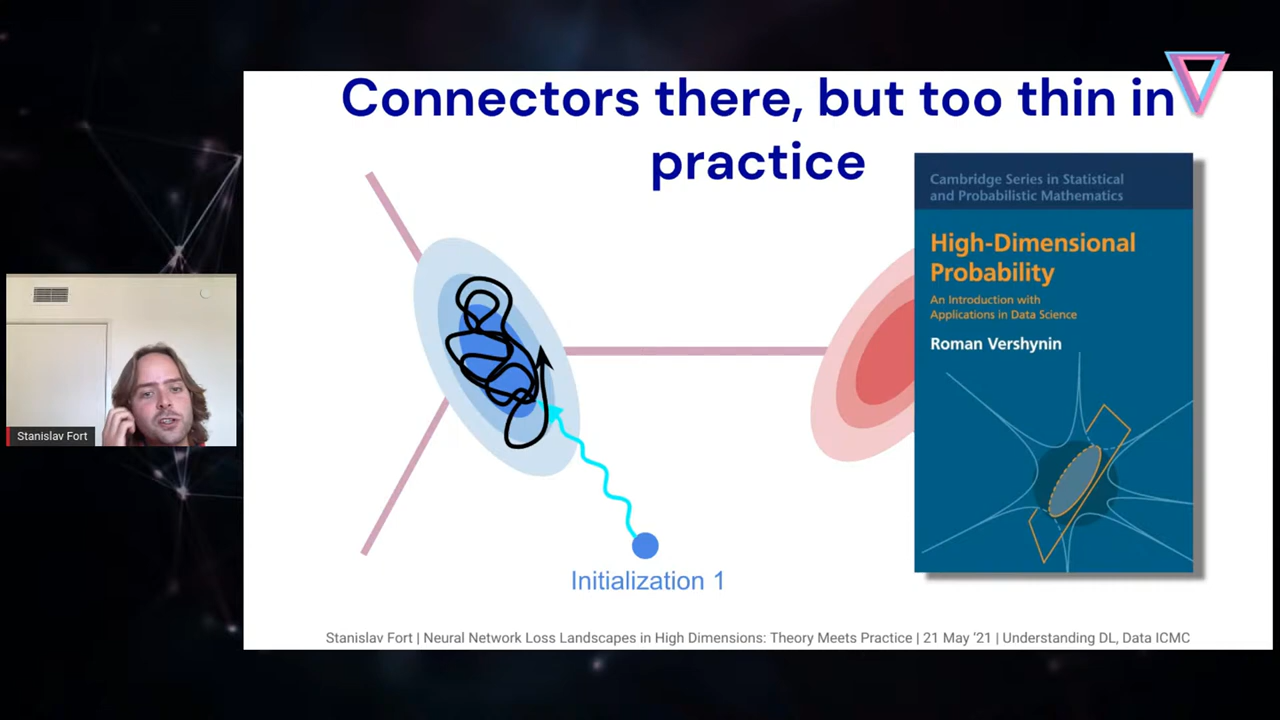 Connectors there, but too thin in
practice
Cambridge Series in Statistical
and Probabilistic Mathematics
High-Dimensional
Probability
An Introduction with
Applications in Data Science
Roman Vershynin
Stanislav Fort
Initialization 1
Stanislav Fort | Neural Network Loss Landscapes in High Dimensions: Theory Meets Practice | 21 May ‘21 | Understanding DL, Data ICMC